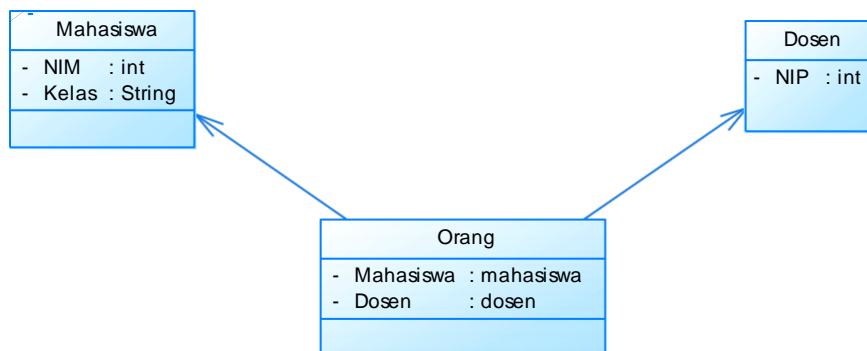 Mahasiswa
- NIM : int
- Kelas : String
Dosen
- NIP : int
Orang
- Mahasiswa : mahasiswa
- Dosen : dosen